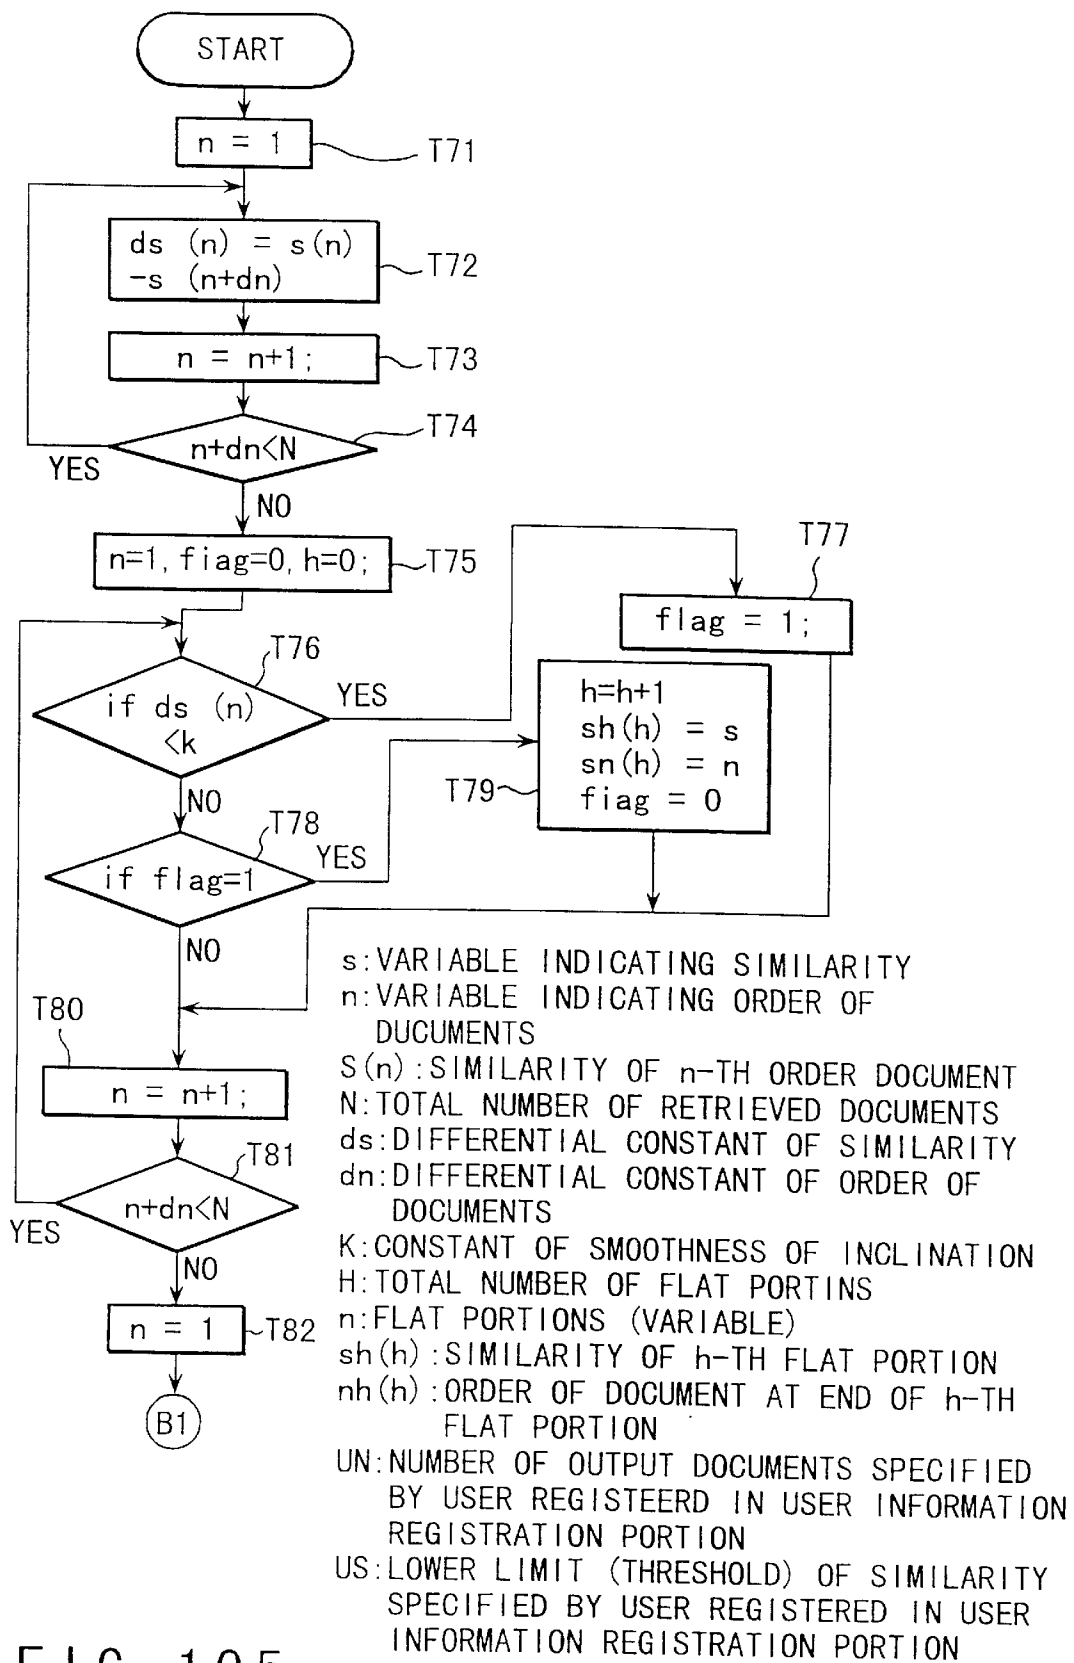 START
n = 1
T71
ds (n) = s(n)
-s (n+dn)
T72
n = n+1;
T73
T74
n+dn<N
YES
NO
n=1, fiag=0, h=0;
T75
T77
flag = 1;
T76
if ds (n)
<k
YES
NO
h=h+1
sh(h) = s
sn(h) = n
fiag = 0
T79
T78
if flag=1
YES
NO
T80
n = n+1;
T81
n+dn<N
YES
NO
n = 1
T82
B1
s:VARIABLE INDICATING SIMILARITY
n:VARIABLE INDICATING ORDER OF
DUCUMENTS
S(n):SIMILARITY OF n-TH ORDER DOCUMENT
N:TOTAL NUMBER OF RETRIEVED DOCUMENTS
ds:DIFFERENTIAL CONSTANT OF SIMILARITY
dn:DIFFERENTIAL CONSTANT OF ORDER OF
DOCUMENTS
K:CONSTANT OF SMOOTHNESS OF INCLINATION
H:TOTAL NUMBER OF FLAT PORTINS
n:FLAT PORTIONS (VARIABLE)
sh(h):SIMILARITY OF h-TH FLAT PORTION
nh(h):ORDER OF DOCUMENT AT END OF h-TH
FLAT PORTION
UN:NUMBER OF OUTPUT DOCUMENTS SPECIFIED
BY USER REGISTEERD IN USER INFORMATION
REGISTRATION PORTION
US:LOWER LIMIT (THRESHOLD) OF SIMILARITY
SPECIFIED BY USER REGISTERED IN USER
INFORMATION REGISTRATION PORTION